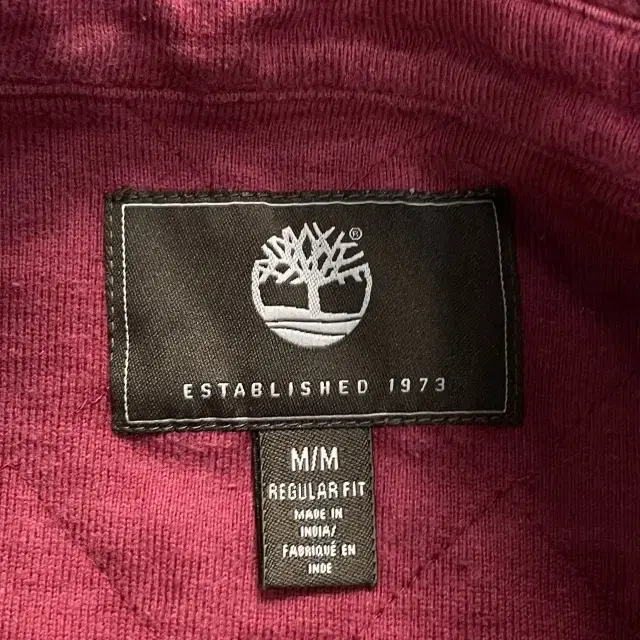 ®
ESTABLISHED 1973
M/M
REGULAR FIT
MADE IN
INDIA/
FABRIQUÉ EN
INDE